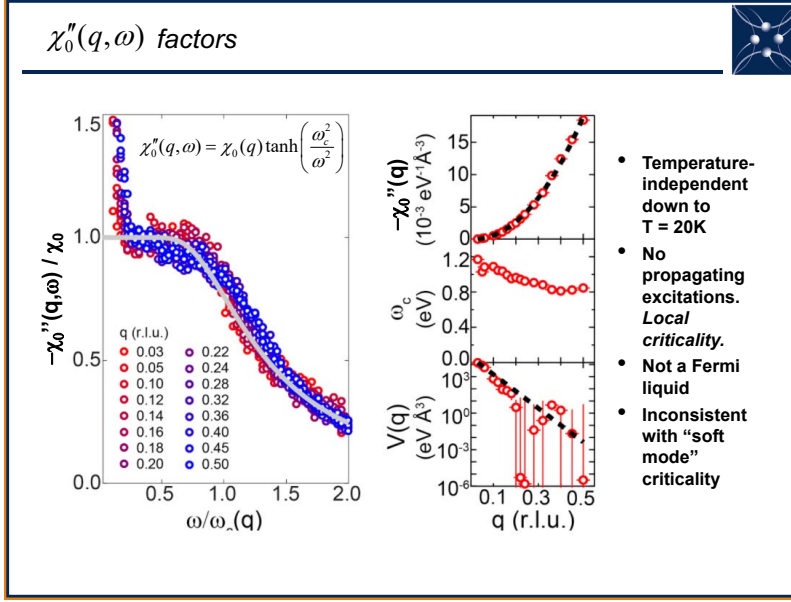 χ₀″(q,ω) factors
1.5
1.0
0.5
0.0
−χ₀''(q,ω) / χ₀
χ₀″(q,ω) = χ₀(q) tanh(ω_c²/ω²)
q (r.l.u.)
0.03 0.22
0.05 0.24
0.10 0.28
0.12 0.32
0.14 0.36
0.16 0.40
0.18 0.45
0.20 0.50
0.5 1.0 1.5 2.0
ω/ω꜀(q)
−χ₀''(q)
(10⁻³ eV⁻¹Å⁻³)
15
10
5
0
ω_c
(eV)
1.2
0.8
0.4
0.0
V(q)
(eV Å³)
10³
10⁰
10⁻³
10⁻⁶
0.1 0.3 0.5
q (r.l.u.)
• Temperature-
independent
down to
T = 20K
• No
propagating
excitations.
Local
criticality.
• Not a Fermi
liquid
• Inconsistent
with “soft
mode”
criticality